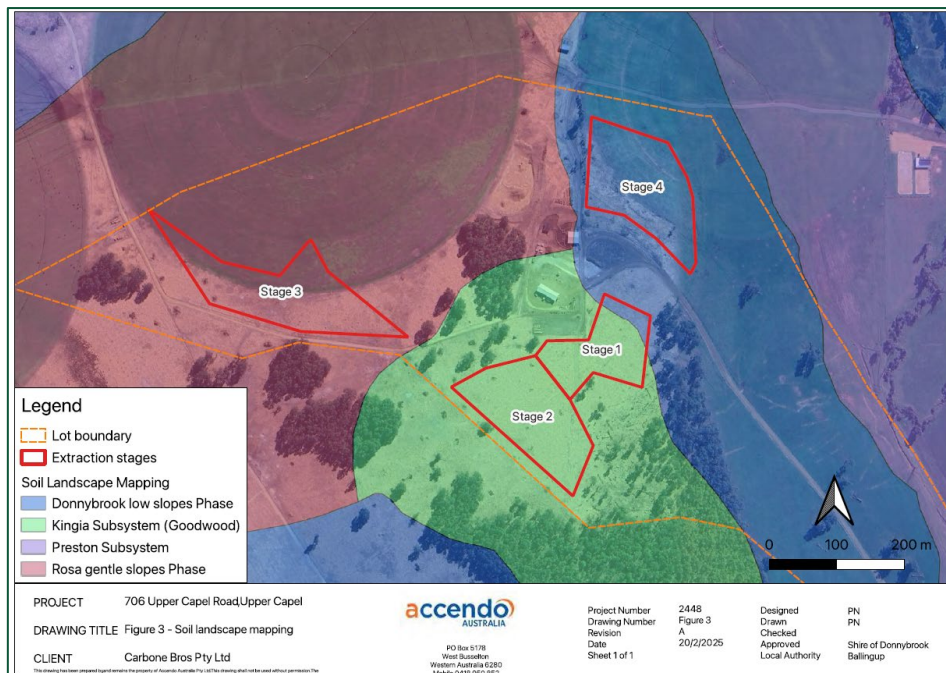 Stage 4
Stage 3
Stage 1
Stage 2
Legend
Lot boundary
Extraction stages
Soil Landscape Mapping
Donnybrook low slopes Phase
Kingia Subsystem (Goodwood)
Preston Subsystem
Rosa gentle slopes Phase
0 100 200 m
PROJECT 706 Upper Capel Road,Upper Capel
DRAWING TITLE Figure 3 - Soil landscape mapping
CLIENT Carbone Bros Pty Ltd
accendo
AUSTRALIA
PO Box 5178
West Busselton
Western Australia 6280
Project Number 2448
Drawing Number Figure 3
Revision A
Date 20/2/2025
Sheet 1 of 1
Designed PN
Drawn PN
Checked
Approved Shire of Donnybrook
Local Authority Ballingup